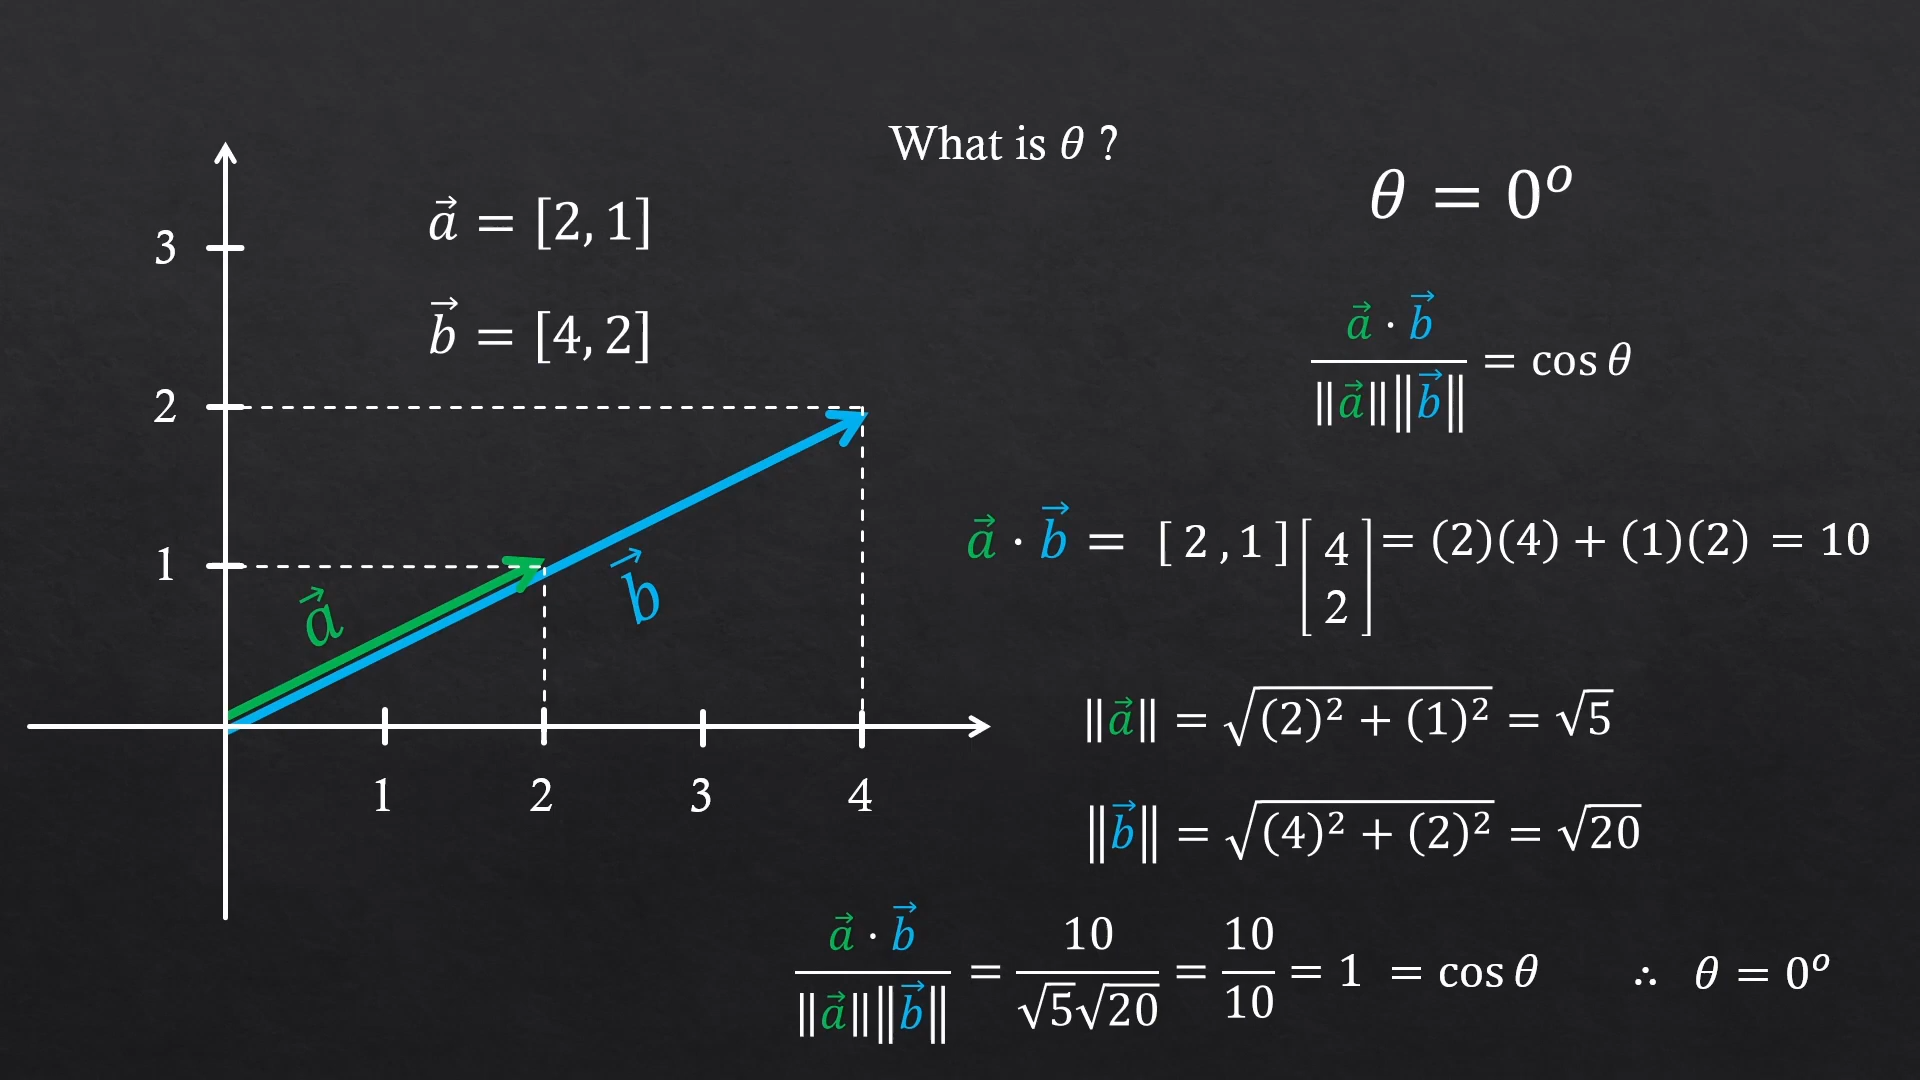 What is θ ?
θ = 0°
a⃗ = [2, 1]
b⃗ = [4, 2]
3
2
1
a⃗
b⃗
1 2 3 4
a⃗ · b⃗ / ‖a⃗‖‖b⃗‖ = cos θ
a⃗ · b⃗ = [ 2 , 1 ] [ 4 2 ] = (2)(4) + (1)(2) = 10
‖a⃗‖ = √(2)² + (1)² = √5
‖b⃗‖ = √(4)² + (2)² = √20
a⃗ · b⃗ / ‖a⃗‖‖b⃗‖ = 10 / √5√20 = 10 / 10 = 1 = cos θ ∴ θ = 0°